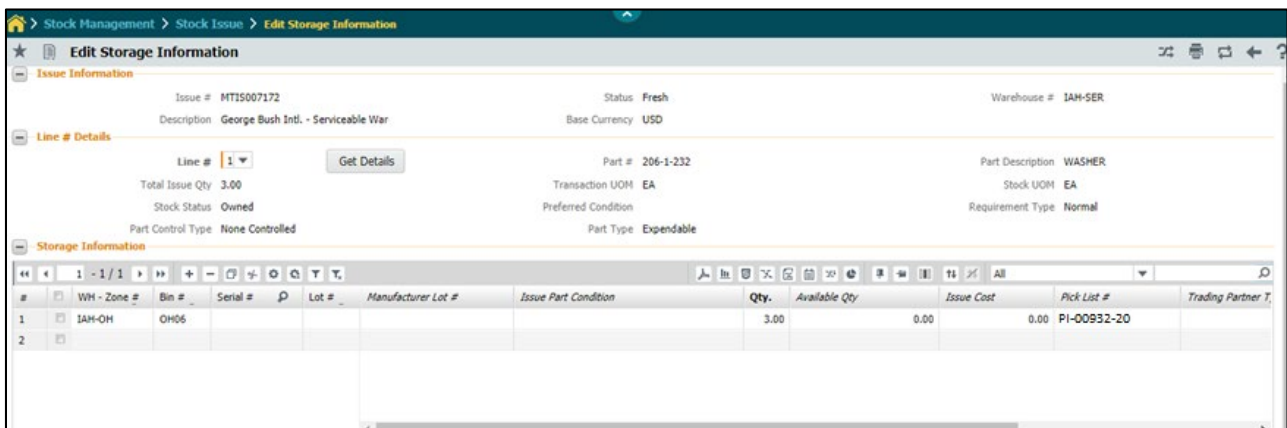 Stock Management > Stock Issue > Edit Storage Information
Edit Storage Information
Issue Information
Issue # MTIS007172 Status Fresh Warehouse # IAH-SER
Description George Bush Intl. - Serviceable War Base Currency USD
Line # Details
Line # 1 Get Details Part # 206-1-232 Part Description WASHER
Total Issue Qty 3.00 Transaction UOM EA Stock UOM EA
Stock Status Owned Preferred Condition Requirement Type Normal
Part Control Type None Controlled Part Type Expendable
Storage Information
1 - 1 / 1 All
# WH - Zone # Bin # Serial # Lot # Manufacturer Lot # Issue Part Condition Qty. Available Qty Issue Cost Pick List # Trading Partner T
1 IAH-OH OH06 3.00 0.00 0.00 PI-00932-20
2